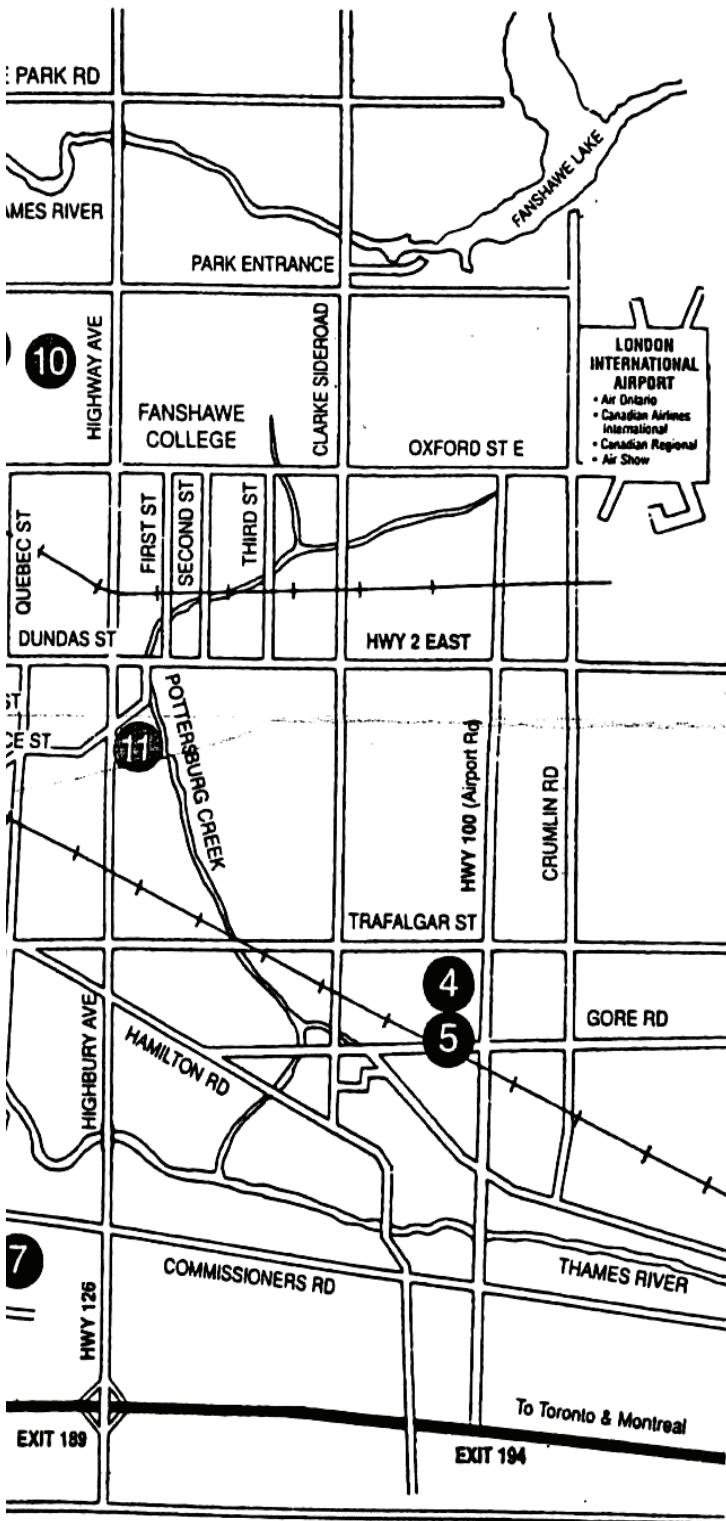 E PARK RD
AMES RIVER
FANSHAWE LAKE
PARK ENTRANCE
10
HIGHWAY AVE
CLARKE SIDEROAD
LONDON
INTERNATIONAL
AIRPORT
• Air Ontario
• Canadian Airlines
International
• Canadian Regional
• Air Show
FANSHAWE
COLLEGE
OXFORD ST E
QUEBEC ST
FIRST ST
SECOND ST
THIRD ST
DUNDAS ST
HWY 2 EAST
ST
CE ST
11
POTTERSBURG CREEK
HWY 100 (Airport Rd)
CRUMLIN RD
TRAFALGAR ST
4
5
GORE RD
HIGHBURY AVE
HAMILTON RD
7
COMMISSIONERS RD
THAMES RIVER
HWY 126
EXIT 189
To Toronto & Montreal
EXIT 194